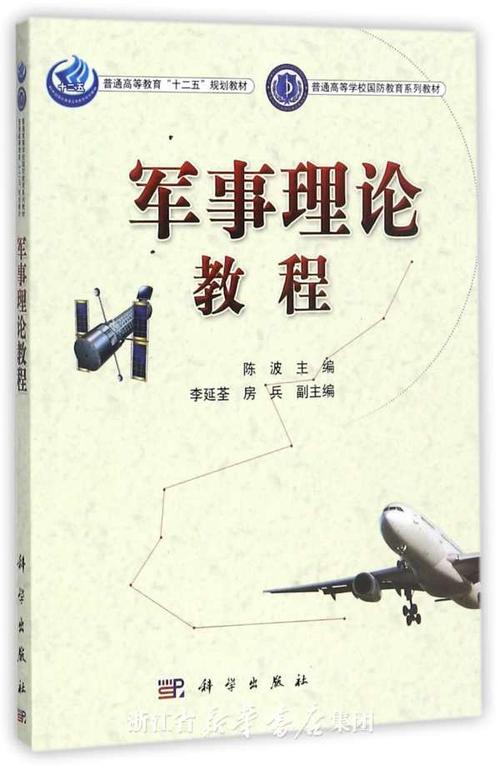 普通高等教育“十二五”规划教材
普通高等学校国防教育系列教材
十二五
军事理论
教程
陈 波 主 编
李延荃 房 兵 副主编
科学出版社
军事理论教程
科学出版社
浙江省新华书店集团